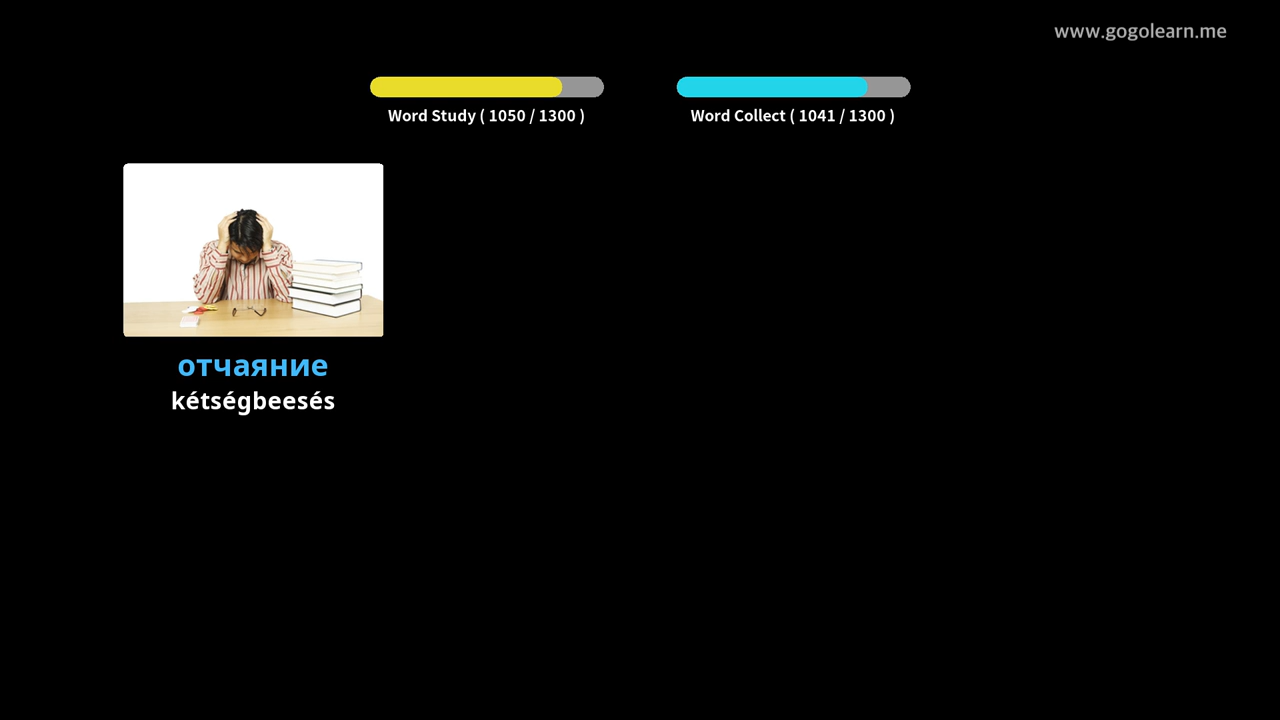 www.gogolearn.me
Word Study ( 1050 / 1300 )
Word Collect ( 1041 / 1300 )
отчаяние
kétségbeesés